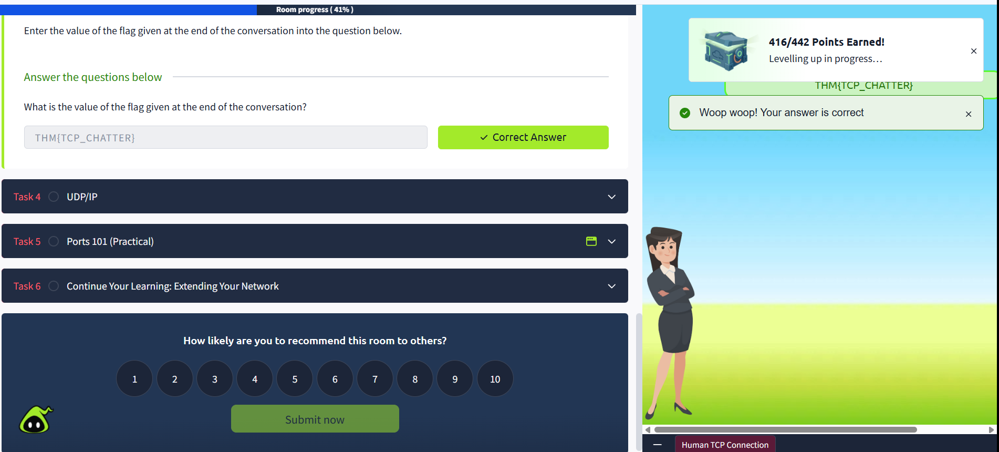 Room progress ( 41% )
Enter the value of the flag given at the end of the conversation into the question below.
Answer the questions below
What is the value of the flag given at the end of the conversation?
THM{TCP_CHATTER}
Correct Answer
Task 4 UDP/IP
Task 5 Ports 101 (Practical)
Task 6 Continue Your Learning: Extending Your Network
How likely are you to recommend this room to others?
1 2 3 4 5 6 7 8 9 10
Submit now
416/442 Points Earned!
Levelling up in progress...
THM{TCP_CHATTER}
Woop woop! Your answer is correct
Human TCP Connection